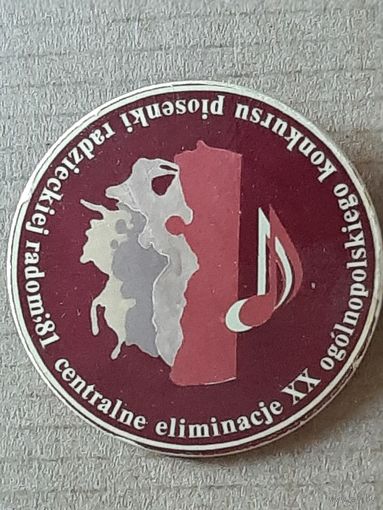 centralne eliminacje XX ogólnopolskiego konkursu piosenki radzieckiej radom;81